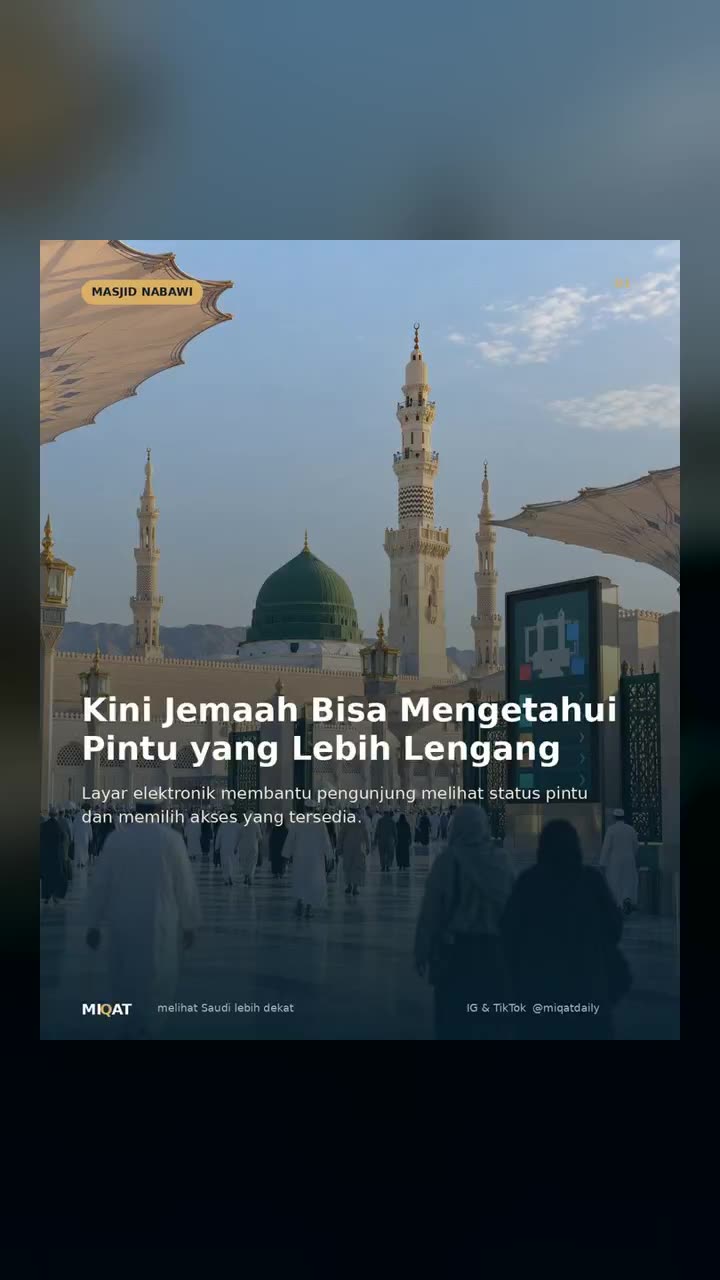 MASJID NABAWI
Kini Jemaah Bisa Mengetahui
Pintu yang Lebih Lengang
Layar elektronik membantu pengunjung melihat status pintu
dan memilih akses yang tersedia.
MIQAT
melihat Saudi lebih dekat
IG & TikTok @miqatdaily